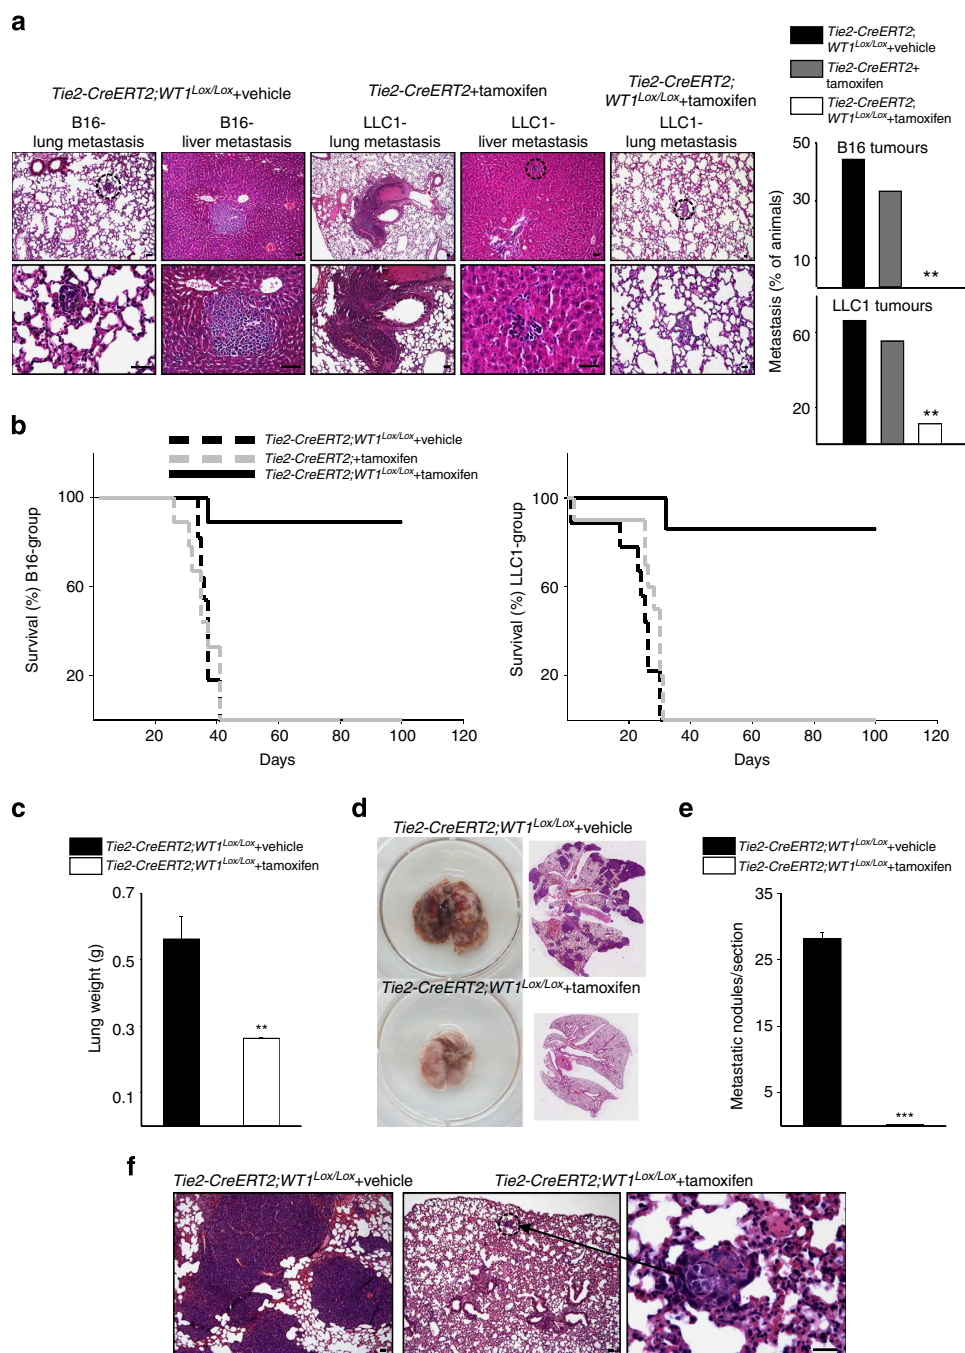 a
Tie2-CreERT2;
WT1Lox/Lox+vehicle
Tie2-CreERT2+
tamoxifen
Tie2-CreERT2;
WT1Lox/Lox+tamoxifen
Tie2-CreERT2;WT1Lox/Lox+vehicle
Tie2-CreERT2+tamoxifen
Tie2-CreERT2;
WT1Lox/Lox+tamoxifen
B16-
lung metastasis
B16-
liver metastasis
LLC1-
lung metastasis
LLC1-
liver metastasis
LLC1-
lung metastasis
Metastasis (% of animals)
50
30
10
B16 tumours
**
LLC1 tumours
60
20
**
b
Tie2-CreERT2;WT1Lox/Lox+vehicle
Tie2-CreERT2;+tamoxifen
Tie2-CreERT2;WT1Lox/Lox+tamoxifen
Survival (%) B16-group
100
60
20
20 40 60 80 100 120
Days
Survival (%) LLC1-group
100
60
20
20 40 60 80 100 120
Days
c
Tie2-CreERT2;WT1Lox/Lox+vehicle
Tie2-CreERT2;WT1Lox/Lox+tamoxifen
Lung weight (g)
0.7
0.5
0.3
0.1
**
d
Tie2-CreERT2;WT1Lox/Lox+vehicle
Tie2-CreERT2;WT1Lox/Lox+tamoxifen
e
Tie2-CreERT2;WT1Lox/Lox+vehicle
Tie2-CreERT2;WT1Lox/Lox+tamoxifen
Metastatic nodules/section
35
25
15
5
***
f
Tie2-CreERT2;WT1Lox/Lox+vehicle
Tie2-CreERT2;WT1Lox/Lox+tamoxifen